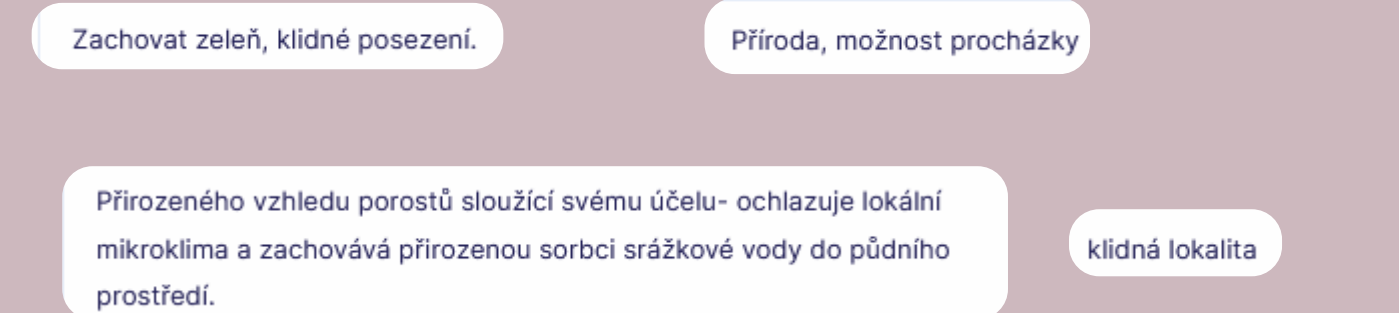 Zachovat zeleň, klidné posezení.
Příroda, možnost procházky
Přirozeného vzhledu porostů sloužící svému účelu- ochlazuje lokální
mikroklima a zachovává přirozenou sorbci srážkové vody do půdního
prostředí.
klidná lokalita